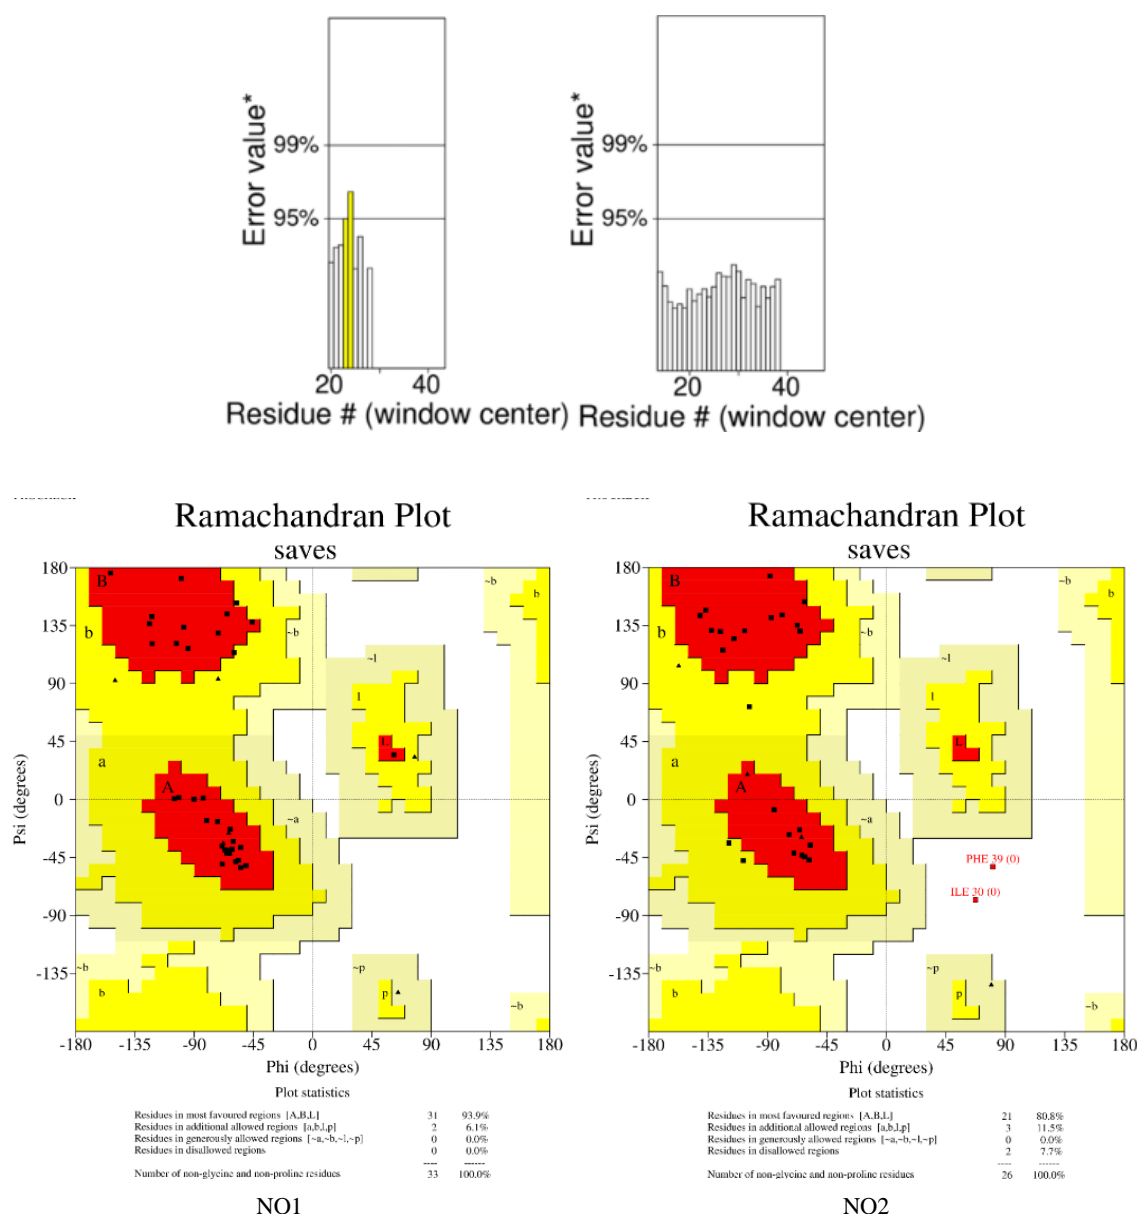 Error value*
99%
95%
20 40
Residue # (window center)
Error value*
99%
95%
20 40
Residue # (window center)
Ramachandran Plot
saves
180
135
90
45
0
-45
-90
-135
-180 -135 -90 -45 0 45 90 135 180
Psi (degrees)
Phi (degrees)
B
b
~b
~b
b
~l
l
L
a
A
~a
~b
b
~p
p
~b
Plot statistics
Residues in most favoured regions [A,B,L] 31 93.9%
Residues in additional allowed regions [a,b,l,p] 2 6.1%
Residues in generously allowed regions [~a,~b,~l,~p] 0 0.0%
Residues in disallowed regions 0 0.0%
---- ------
Number of non-glycine and non-proline residues 33 100.0%
NO1
Ramachandran Plot
saves
180
135
90
45
0
-45
-90
-135
-180 -135 -90 -45 0 45 90 135 180
Psi (degrees)
Phi (degrees)
B
b
~b
~b
b
~l
l
L
a
A
~a
PHE 39 (0)
ILE 30 (0)
~b
b
~p
p
~b
Plot statistics
Residues in most favoured regions [A,B,L] 21 80.8%
Residues in additional allowed regions [a,b,l,p] 3 11.5%
Residues in generously allowed regions [~a,~b,~l,~p] 0 0.0%
Residues in disallowed regions 2 7.7%
---- ------
Number of non-glycine and non-proline residues 26 100.0%
NO2